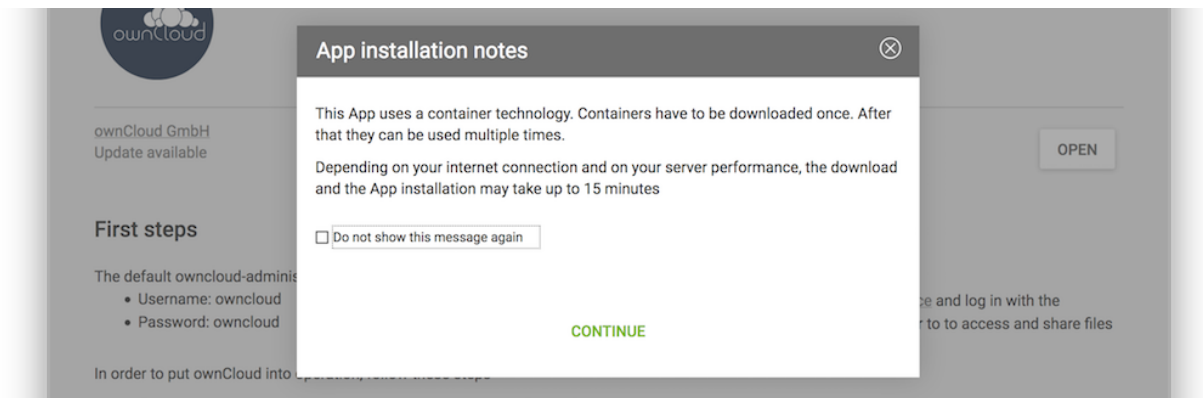 ownCloud
App installation notes
This App uses a container technology. Containers have to be downloaded once. After
that they can be used multiple times.
ownCloud GmbH
Update available
OPEN
Depending on your internet connection and on your server performance, the download
and the App installation may take up to 15 minutes
First steps
Do not show this message again
The default owncloud-adminis
• Username: owncloud
• Password: owncloud
and log in with the
to to access and share files
CONTINUE
In order to put ownCloud into operation, follow these steps